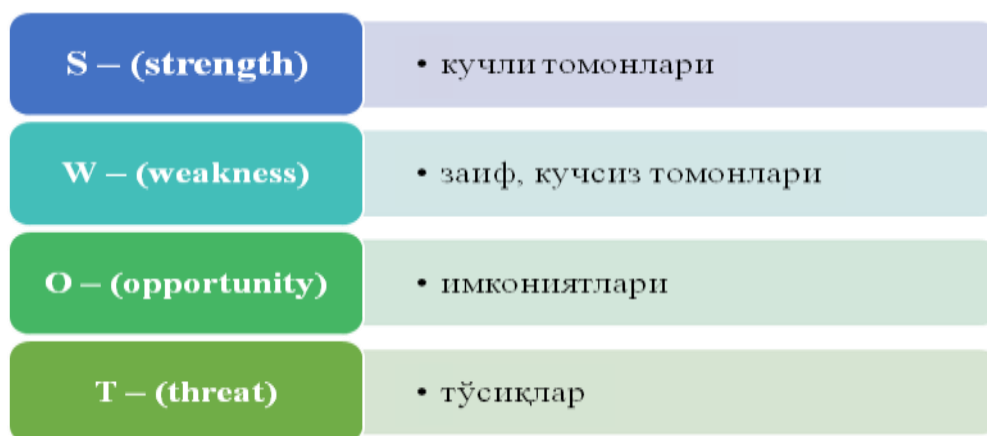 S – (strength)
• кучли томонлари
W – (weakness)
• заиф, кучсиз томонлари
O – (opportunity)
• имкониятлари
T – (threat)
• тўсиқлар